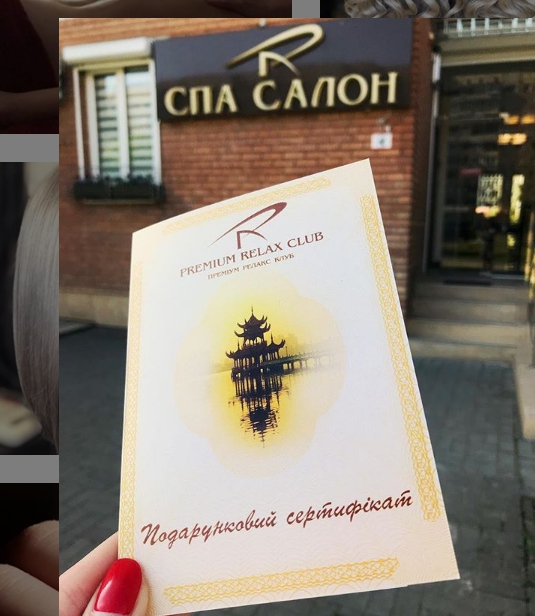 СПА САЛОН
PREMIUM RELAX CLUB
ПРЕМІУМ РЕЛАКС КЛУБ
Подарунковий сертифікат